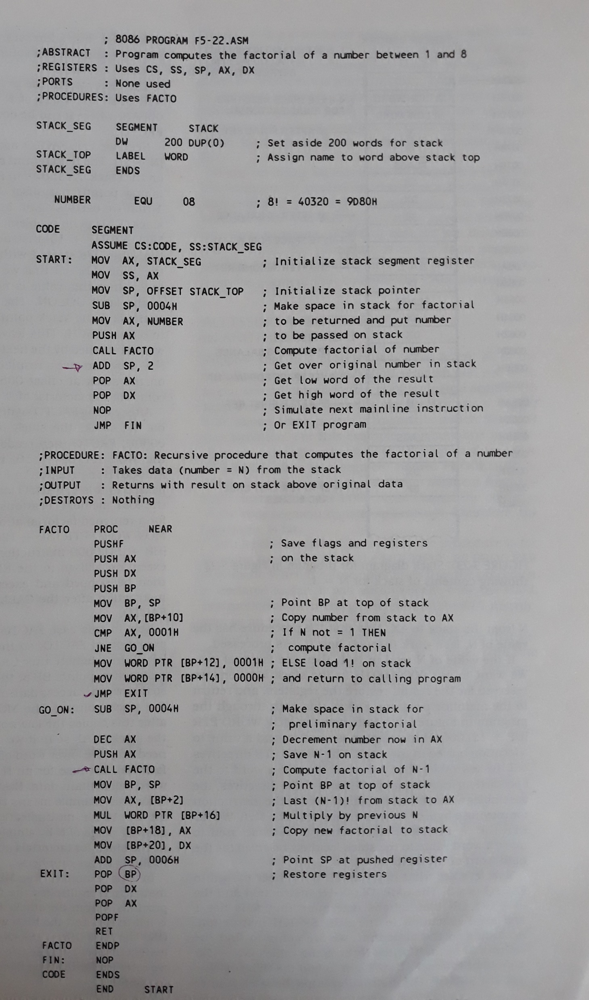 ; 8086 PROGRAM F5-22.ASM
;ABSTRACT  : Program computes the factorial of a number between 1 and 8
;REGISTERS : Uses CS, SS, SP, AX, DX
;PORTS     : None used
;PROCEDURES: Uses FACTO
STACK_SEG    SEGMENT     STACK
DW      200 DUP(0)     ; Set aside 200 words for stack
STACK_TOP    LABEL   WORD           ; Assign name to word above stack top
STACK_SEG    ENDS
NUMBER       EQU     08          ; 8! = 40320 = 9D80H
CODE     SEGMENT
ASSUME CS:CODE, SS:STACK_SEG
START:   MOV  AX, STACK_SEG          ; Initialize stack segment register
MOV  SS, AX
MOV  SP, OFFSET STACK_TOP   ; Initialize stack pointer
SUB  SP, 0004H              ; Make space in stack for factorial
MOV  AX, NUMBER             ; to be returned and put number
PUSH AX                     ; to be passed on stack
CALL FACTO                  ; Compute factorial of number
ADD  SP, 2                  ; Get over original number in stack
POP  AX                     ; Get low word of the result
POP  DX                     ; Get high word of the result
NOP                         ; Simulate next mainline instruction
JMP  FIN                    ; Or EXIT program
;PROCEDURE: FACTO: Recursive procedure that computes the factorial of a number
;INPUT    : Takes data (number = N) from the stack
;OUTPUT   : Returns with result on stack above original data
;DESTROYS : Nothing
FACTO    PROC     NEAR
PUSHF                        ; Save flags and registers
PUSH AX                      ; on the stack
PUSH DX
PUSH BP
MOV  BP, SP                  ; Point BP at top of stack
MOV  AX,[BP+10]              ; Copy number from stack to AX
CMP  AX, 0001H               ; If N not = 1 THEN
JNE  GO_ON                   ;  compute factorial
MOV  WORD PTR [BP+12], 0001H ; ELSE load 1! on stack
MOV  WORD PTR [BP+14], 0000H ; and return to calling program
JMP  EXIT
GO_ON:   SUB  SP, 0004H               ; Make space in stack for
;  preliminary factorial
DEC  AX                      ; Decrement number now in AX
PUSH AX                      ; Save N-1 on stack
CALL FACTO                   ; Compute factorial of N-1
MOV  BP, SP                  ; Point BP at top of stack
MOV  AX, [BP+2]              ; Last (N-1)! from stack to AX
MUL  WORD PTR [BP+16]        ; Multiply by previous N
MOV  [BP+18], AX             ; Copy new factorial to stack
MOV  [BP+20], DX
ADD  SP, 0006H               ; Point SP at pushed register
EXIT:    POP  BP                      ; Restore registers
POP  DX
POP  AX
POPF
RET
FACTO    ENDP
FIN:     NOP
CODE     ENDS
END     START